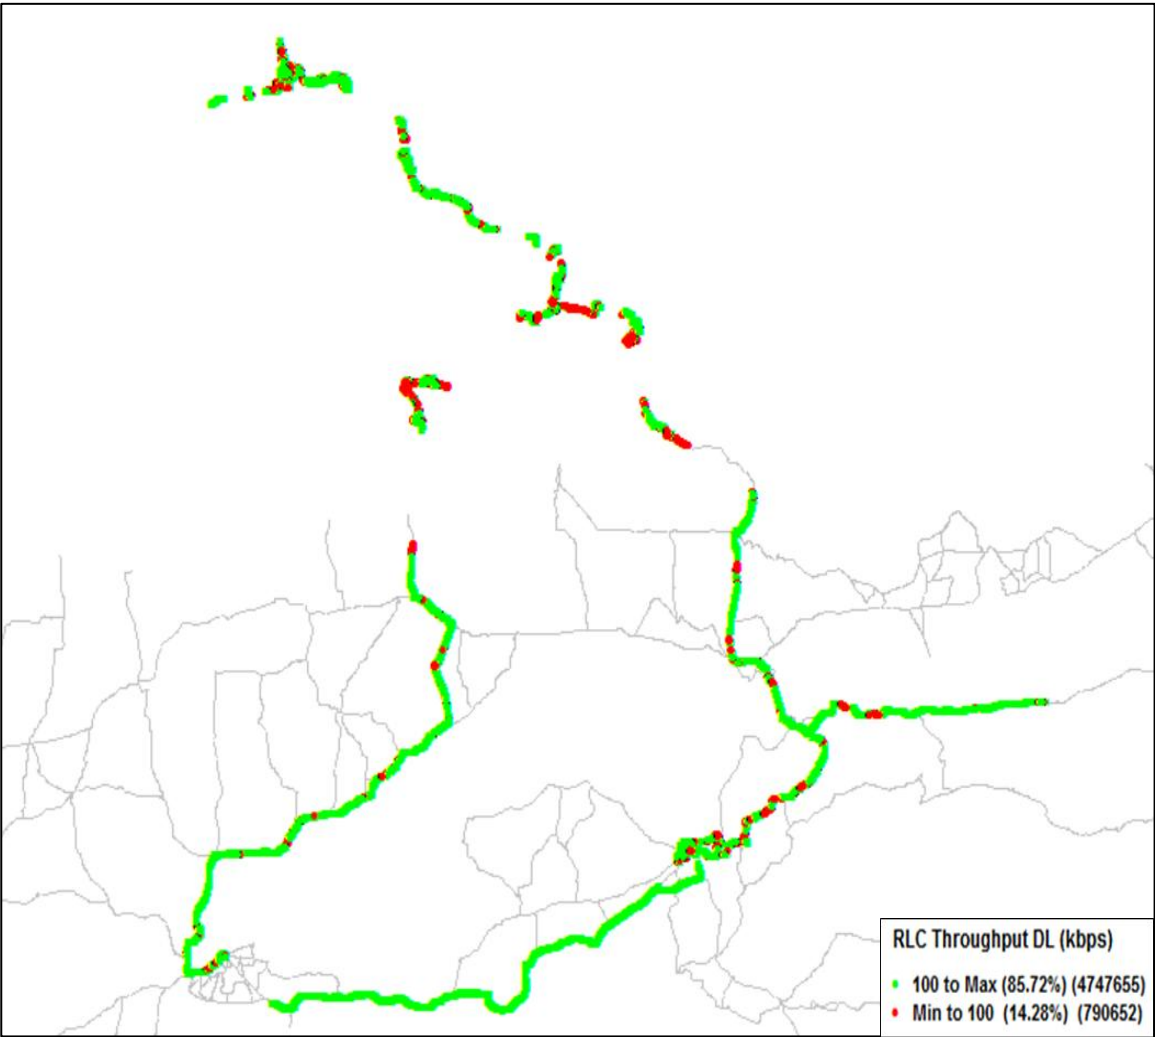 RLC Throughput DL (kbps)
100 to Max (85.72%) (4747655)
Min to 100 (14.28%) (790652)